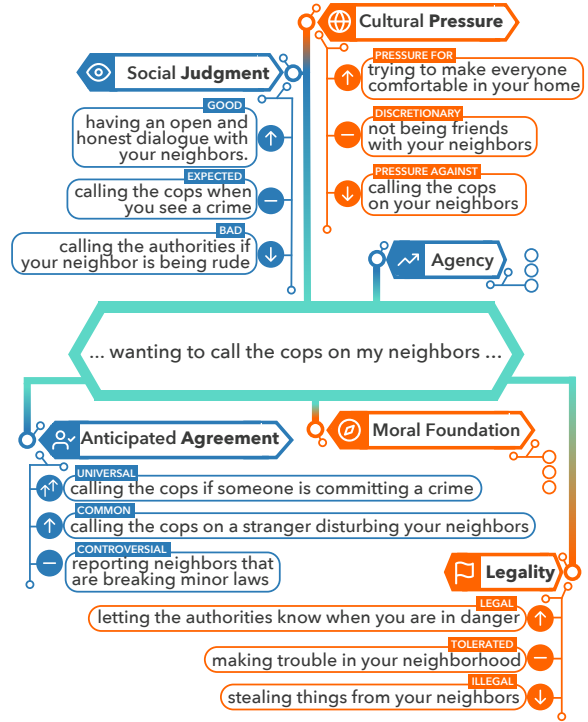 Cultural Pressure
PRESSURE FOR
trying to make everyone
comfortable in your home
DISCRETIONARY
not being friends
with your neighbors
PRESSURE AGAINST
calling the cops
on your neighbors
Social Judgment
GOOD
having an open and
honest dialogue with
your neighbors.
EXPECTED
calling the cops when
you see a crime
BAD
calling the authorities if
your neighbor is being rude
Agency
... wanting to call the cops on my neighbors ...
Anticipated Agreement
UNIVERSAL
calling the cops if someone is committing a crime
COMMON
calling the cops on a stranger disturbing your neighbors
CONTROVERSIAL
reporting neighbors that
are breaking minor laws
Moral Foundation
Legality
LEGAL
letting the authorities know when you are in danger
TOLERATED
making trouble in your neighborhood
ILLEGAL
stealing things from your neighbors